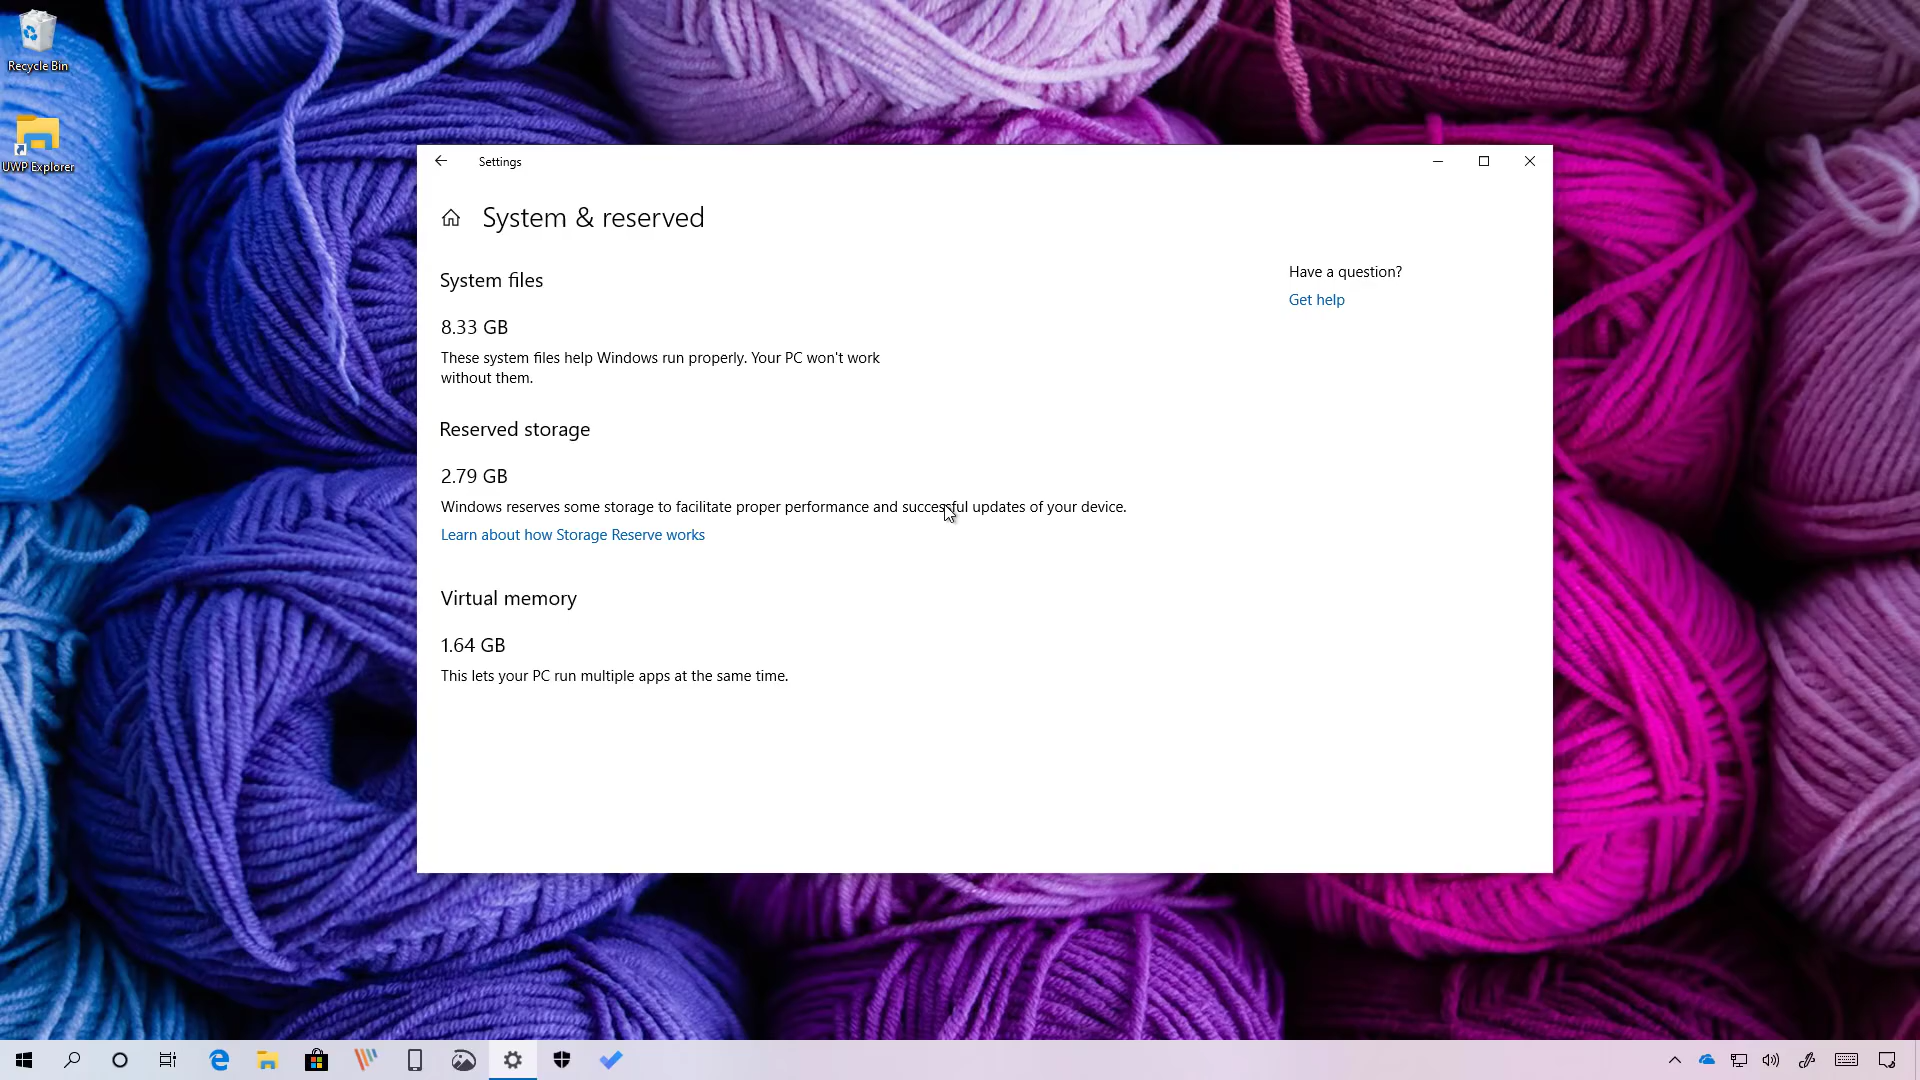 Recycle Bin
UWP Explorer
Settings
System & reserved
System files
8.33 GB
These system files help Windows run properly. Your PC won't work
without them.
Reserved storage
2.79 GB
Windows reserves some storage to facilitate proper performance and successful updates of your device.
Learn about how Storage Reserve works
Virtual memory
1.64 GB
This lets your PC run multiple apps at the same time.
Have a question?
Get help